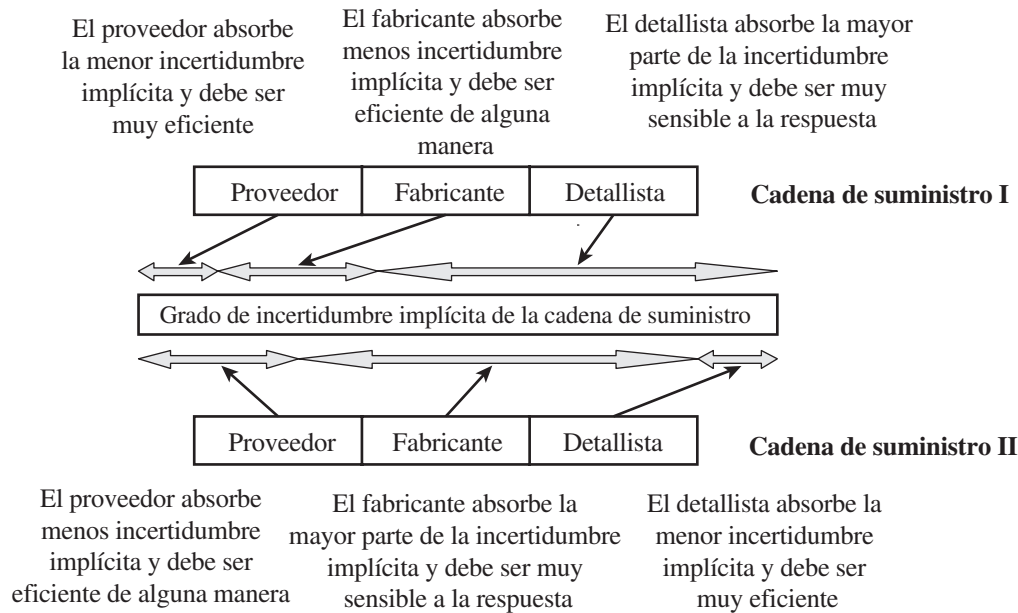 El proveedor absorbe
la menor incertidumbre
implícita y debe ser
muy eficiente
El fabricante absorbe
menos incertidumbre
implícita y debe ser
eficiente de alguna
manera
El detallista absorbe la mayor
parte de la incertidumbre
implícita y debe ser muy
sensible a la respuesta
Proveedor
Fabricante
Detallista
Cadena de suministro I
Grado de incertidumbre implícita de la cadena de suministro
Proveedor
Fabricante
Detallista
Cadena de suministro II
El proveedor absorbe
menos incertidumbre
implícita y debe ser
eficiente de alguna manera
El fabricante absorbe la
mayor parte de la incertidumbre
implícita y debe ser muy
sensible a la respuesta
El detallista absorbe la
menor incertidumbre
implícita y debe ser
muy eficiente